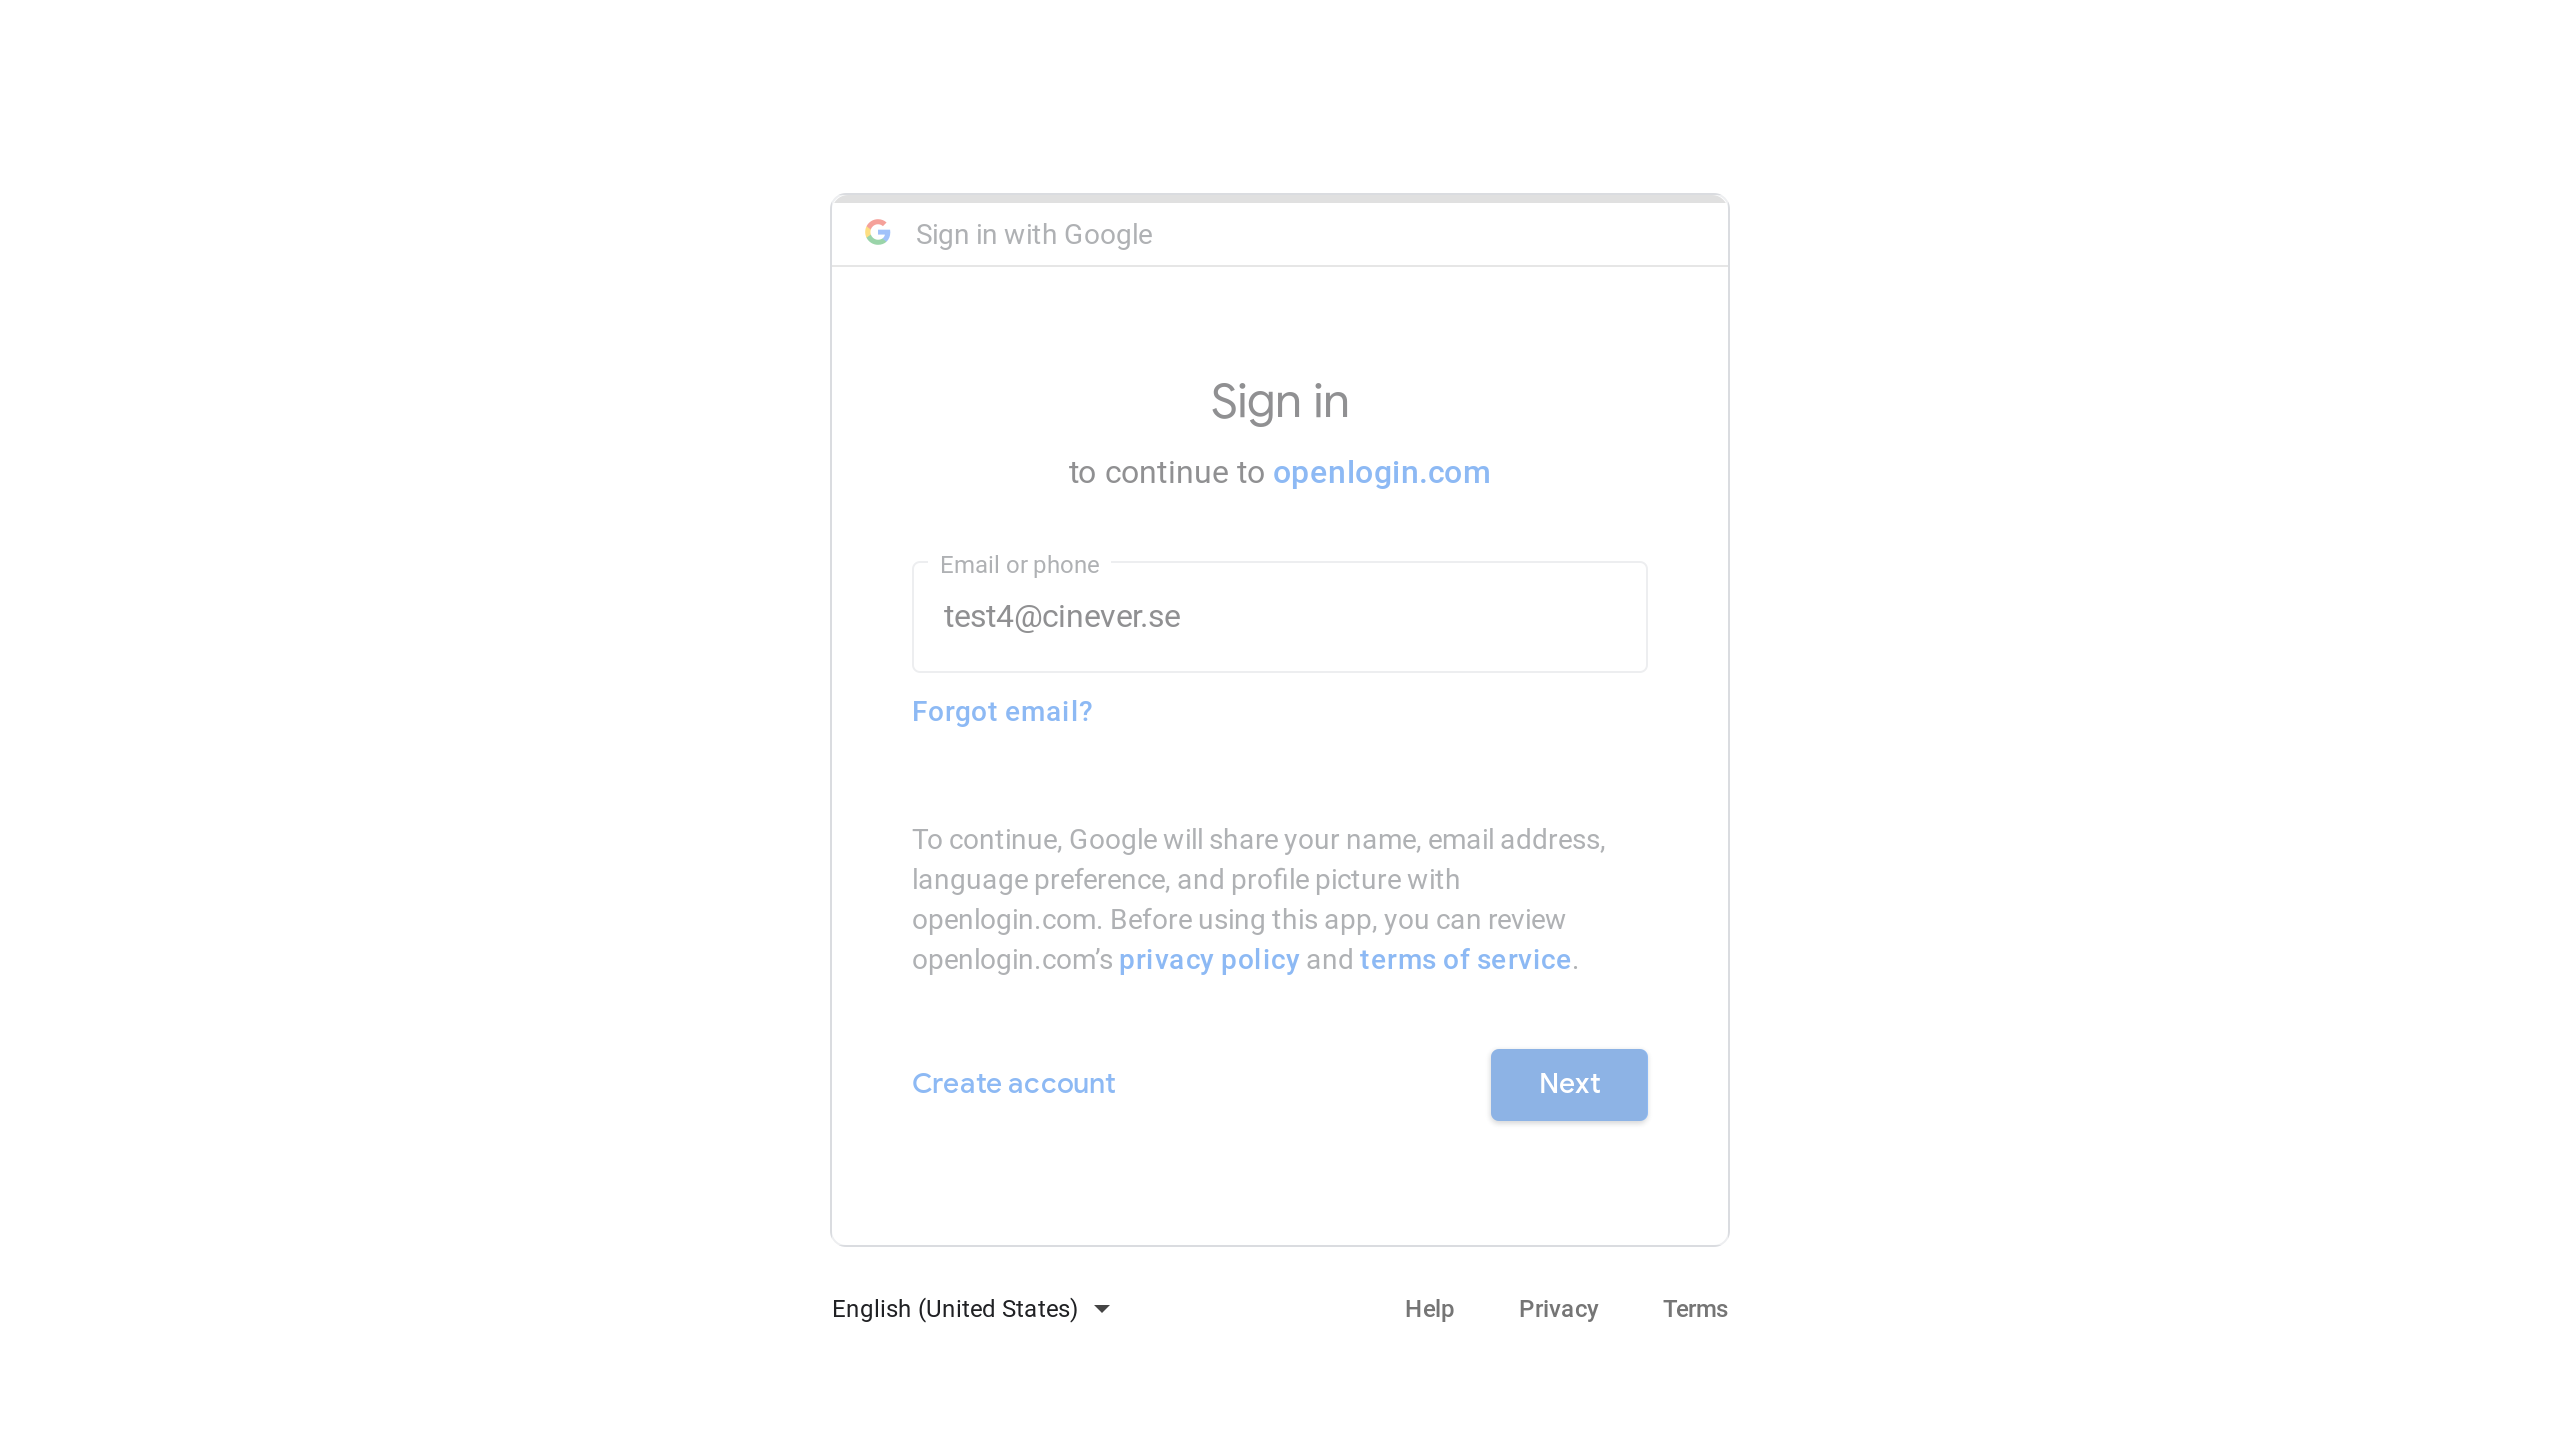 Sign in with Google
Sign in
to continue to openlogin.com
Email or phone
test4@cinever.se
Forgot email?
To continue, Google will share your name, email address,
language preference, and profile picture with
openlogin.com. Before using this app, you can review
openlogin.com’s privacy policy and terms of service.
Create account
Next
English (United States)
Help
Privacy
Terms